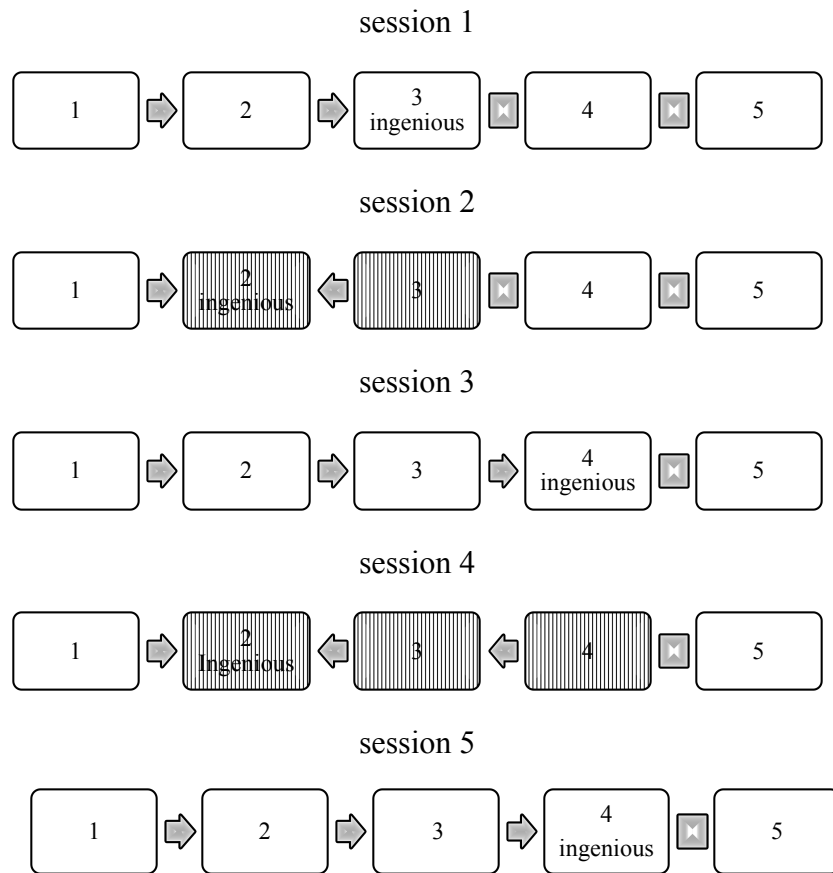 session 1
1 2 3 4 5
ingenious
session 2
1 2 3 4 5
ingenious
session 3
1 2 3 4 5
ingenious
session 4
1 2 3 4 5
Ingenious
session 5
1 2 3 4 5
ingenious